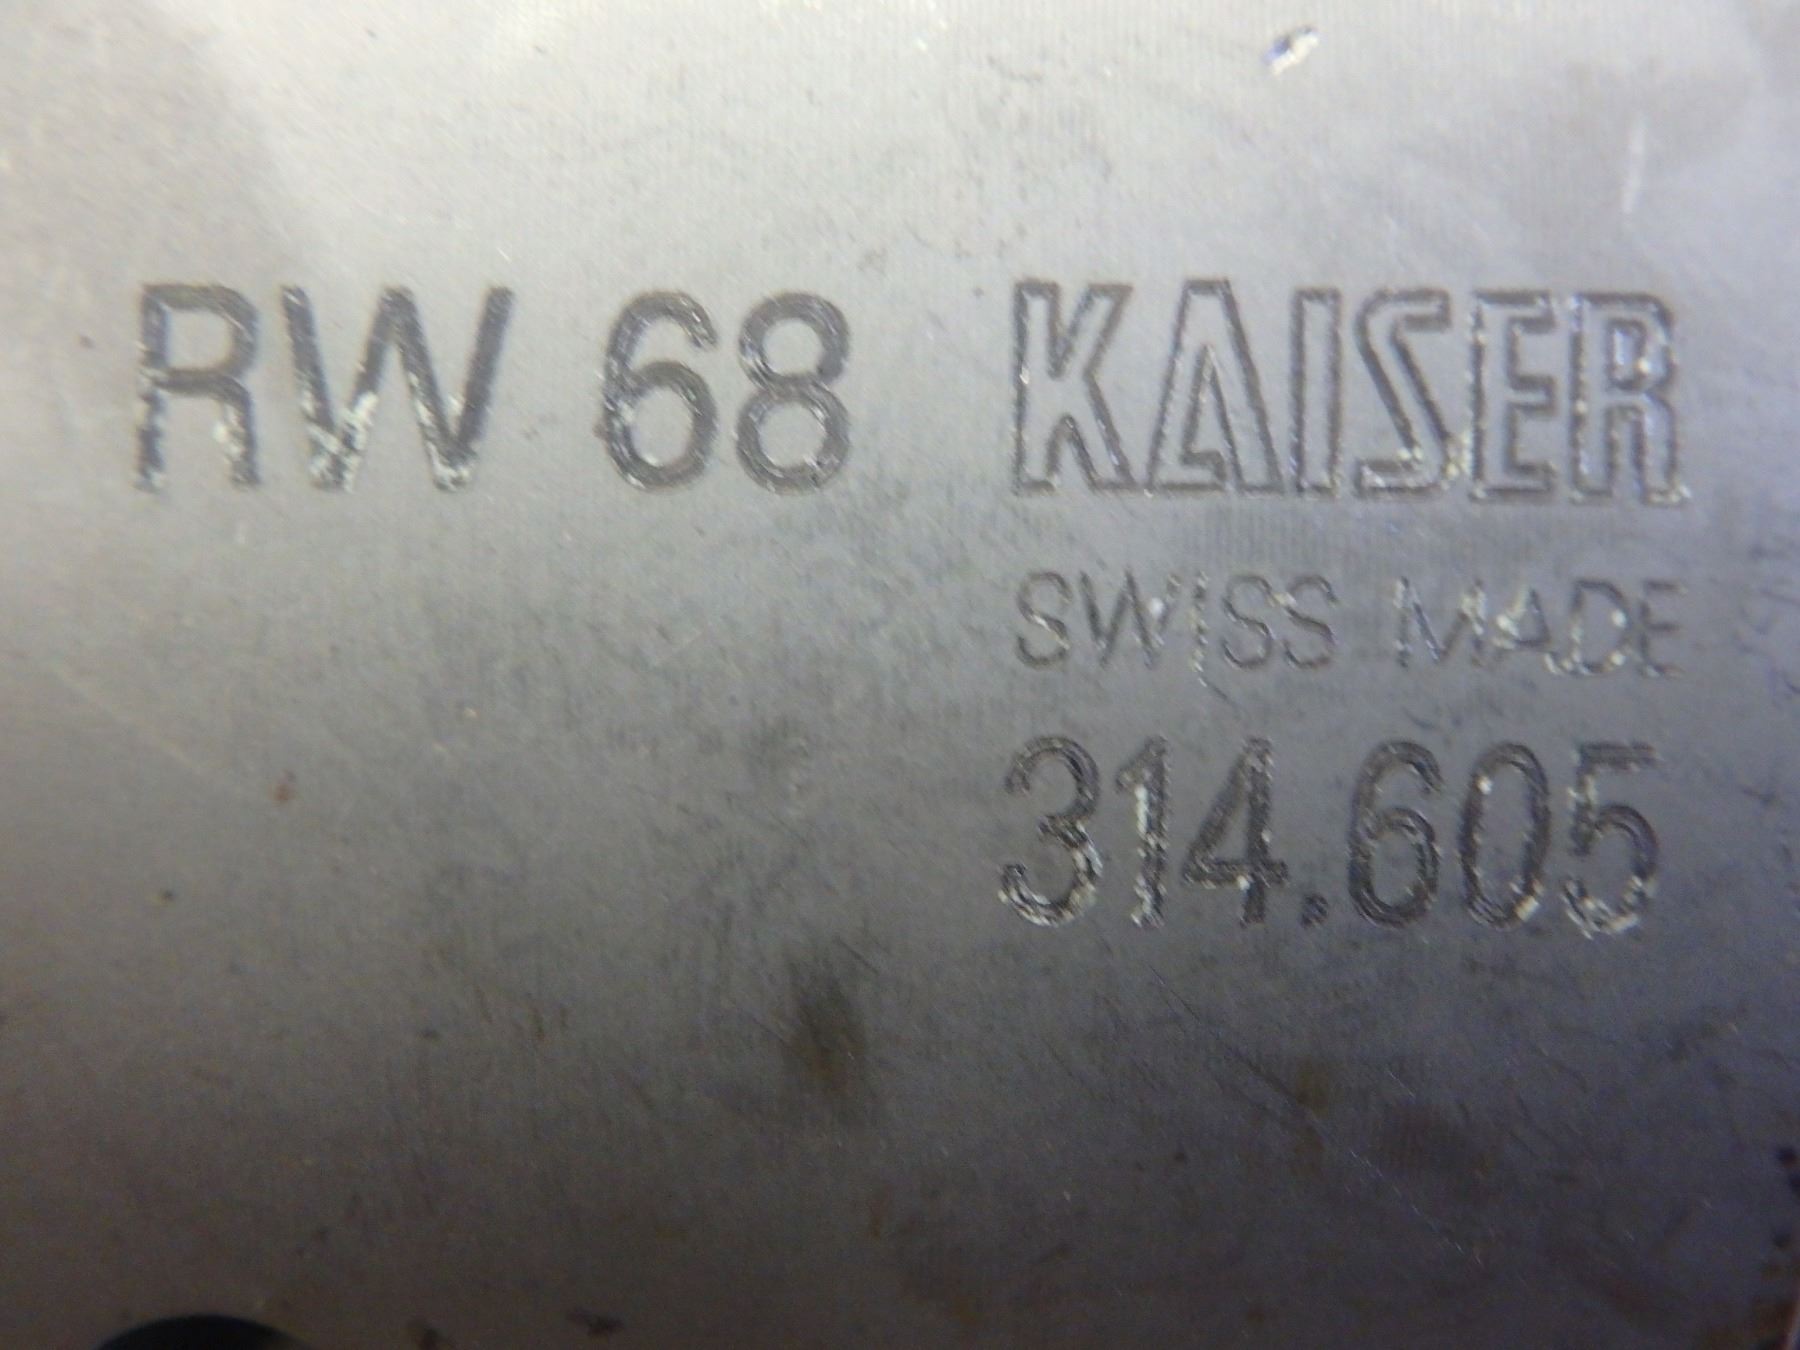 RW 68 KAISER
SWISS MADE
314.605